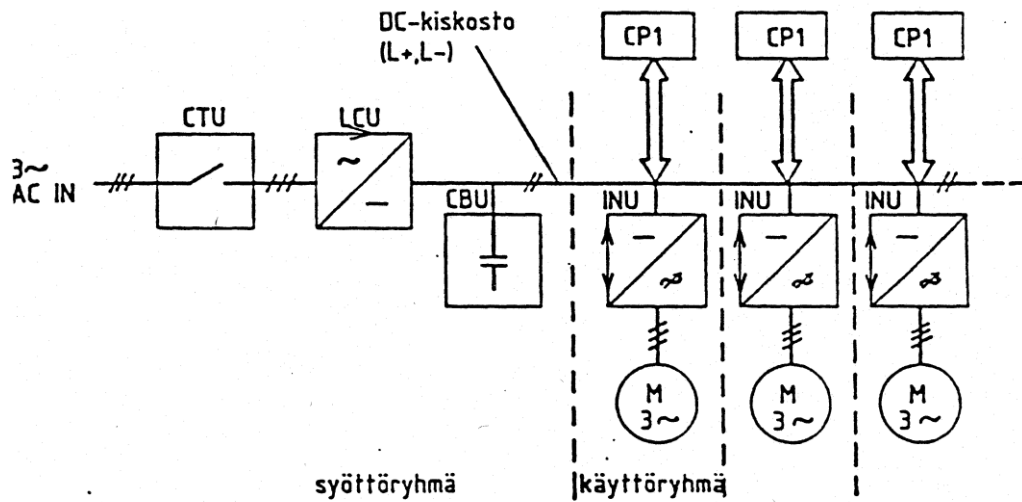 DC-kiskosto
(L+,L-)
CP1
CP1
CP1
CTU
LCU
3~
AC IN
CBU
INU
INU
INU
M
3~
M
3~
M
3~
syöttöryhmä
käyttöryhmä